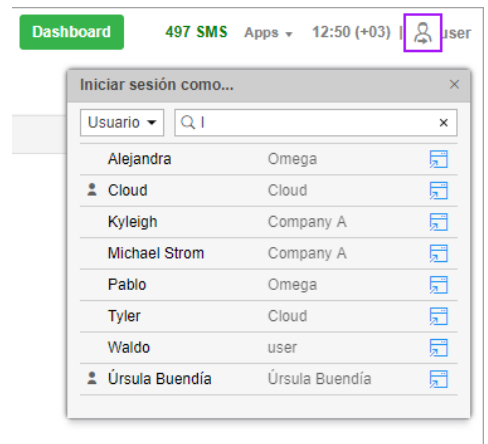 Dashboard 497 SMS Apps 12:50 (+03) | user
Iniciar sesión como... ×
Usuario l ×
Alejandra Omega
Cloud Cloud
Kyleigh Company A
Michael Strom Company A
Pablo Omega
Tyler Cloud
Waldo user
Úrsula Buendía Úrsula Buendía